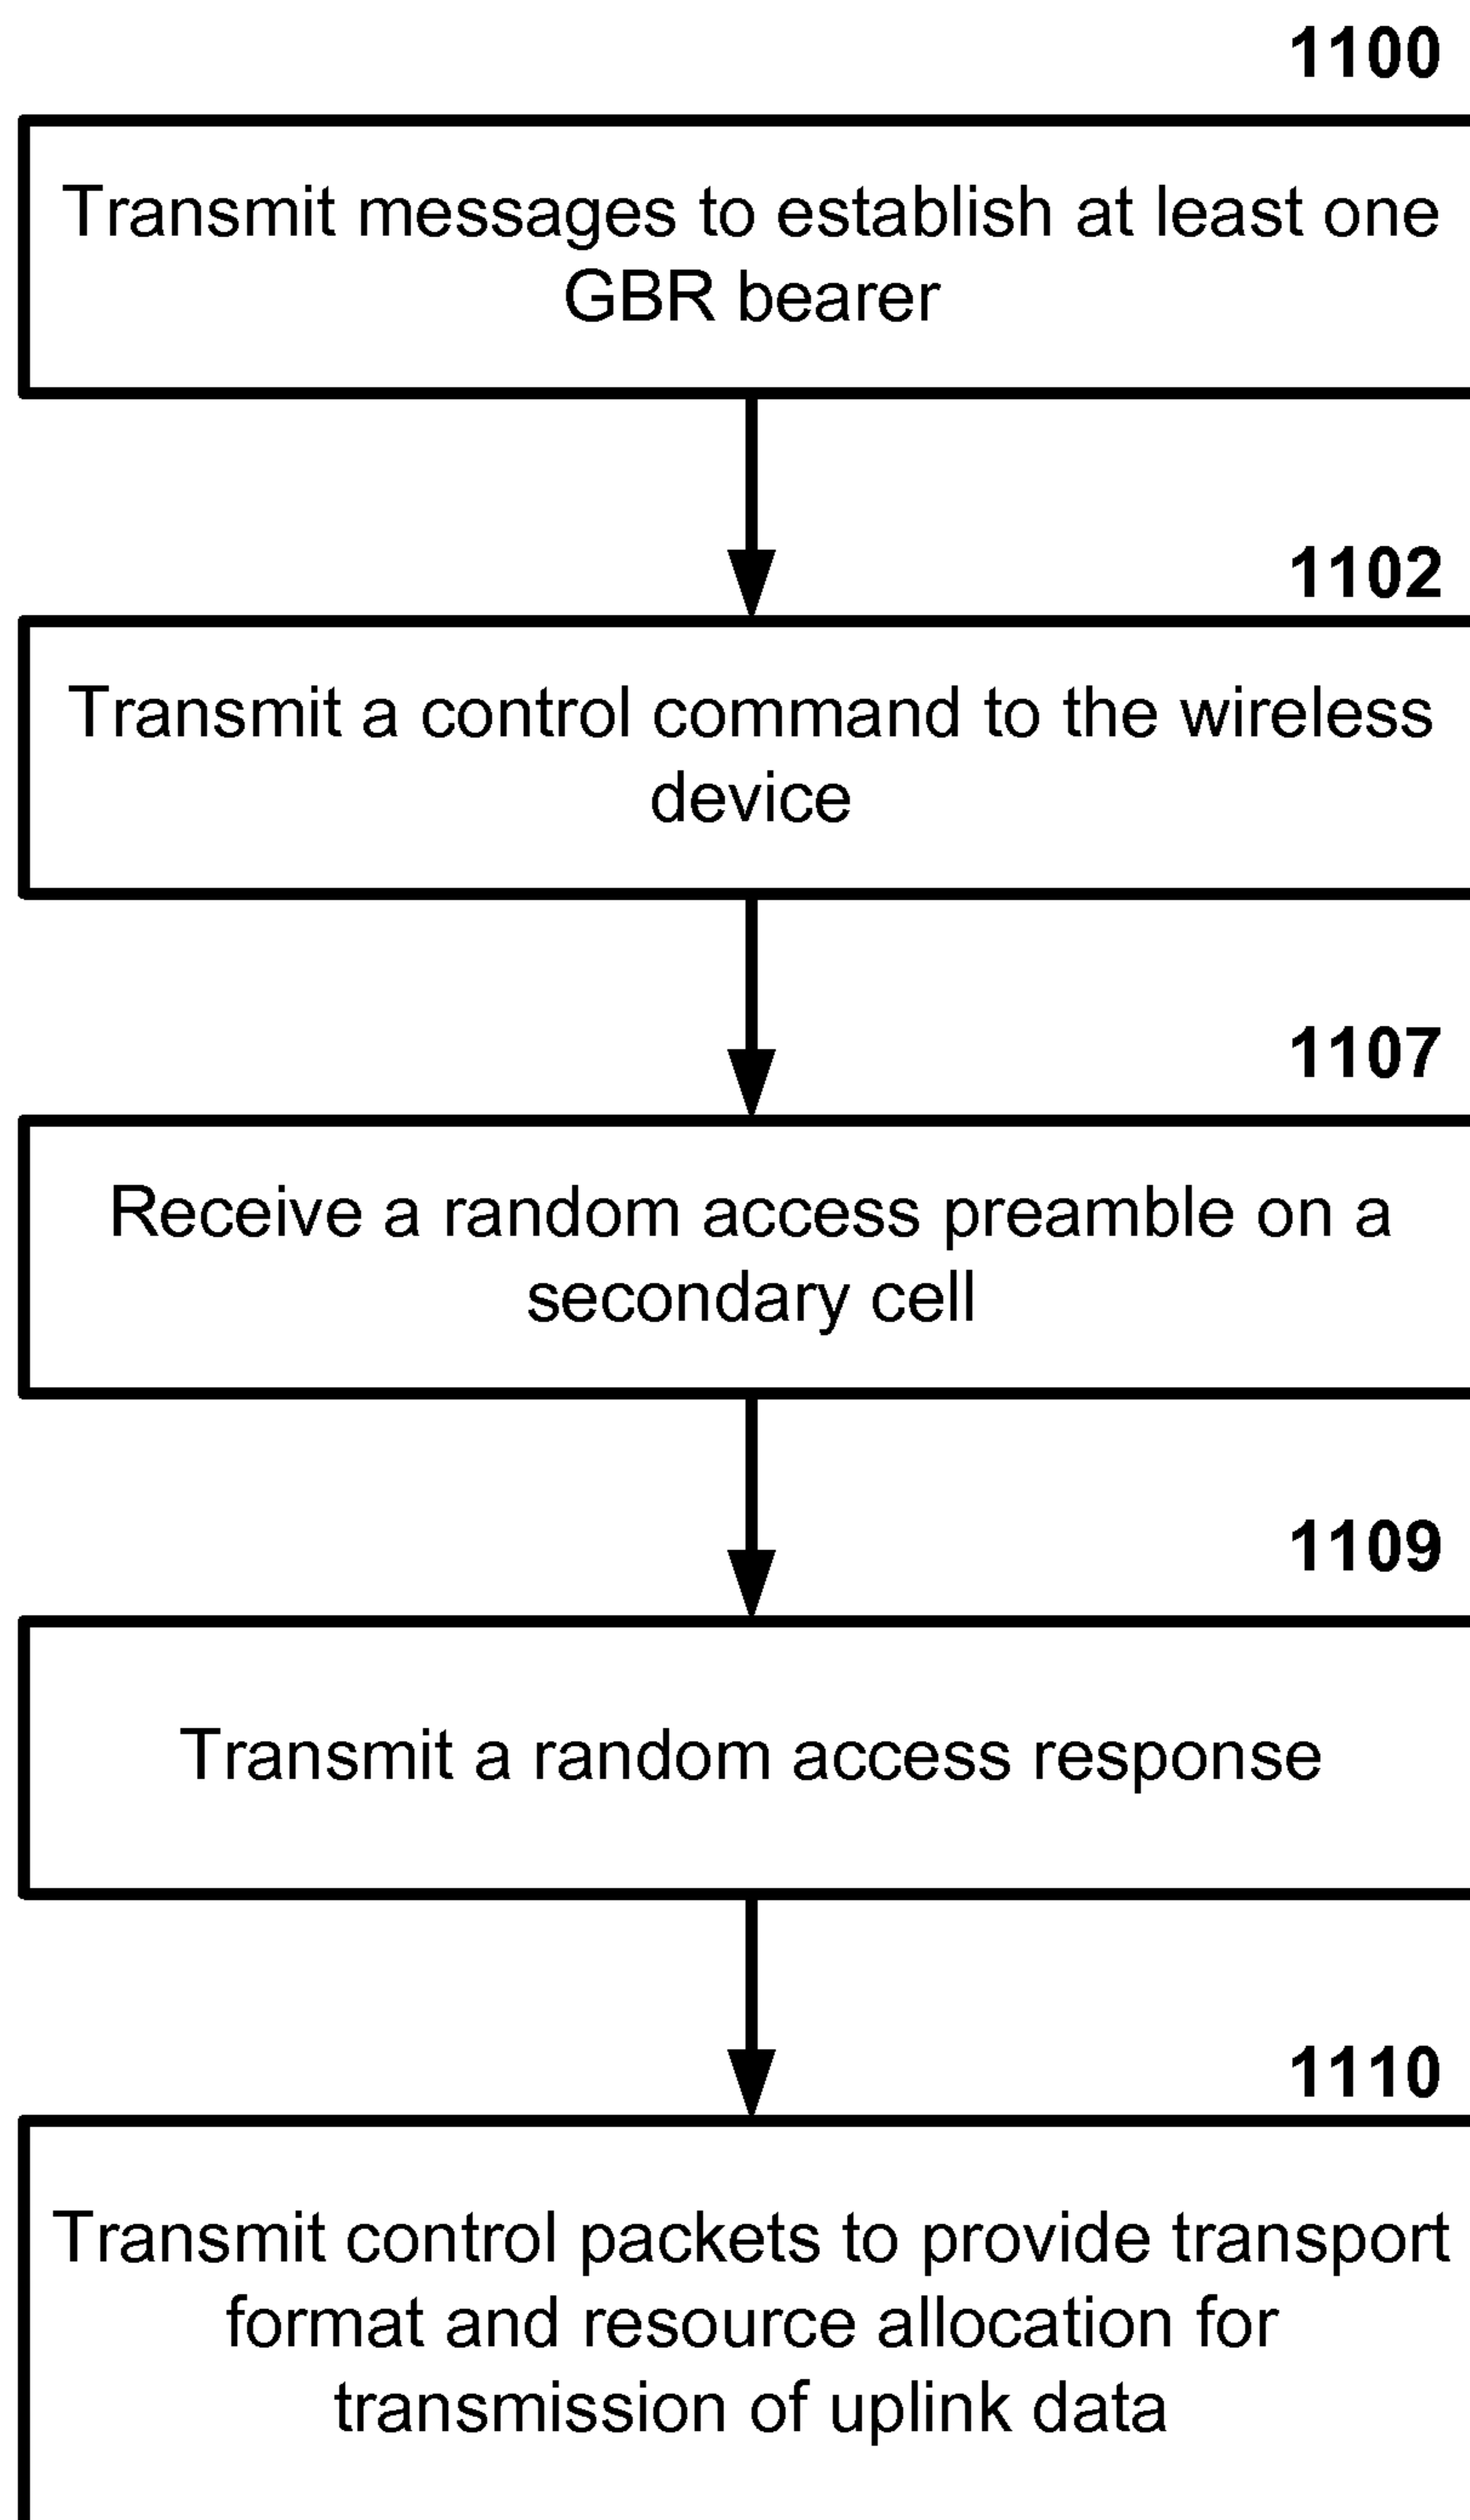 1100
Transmit messages to establish at least one
GBR bearer
1102
Transmit a control command to the wireless
device
1107
Receive a random access preamble on a
secondary cell
1109
Transmit a random access response
1110
Transmit control packets to provide transport
format and resource allocation for
transmission of uplink data